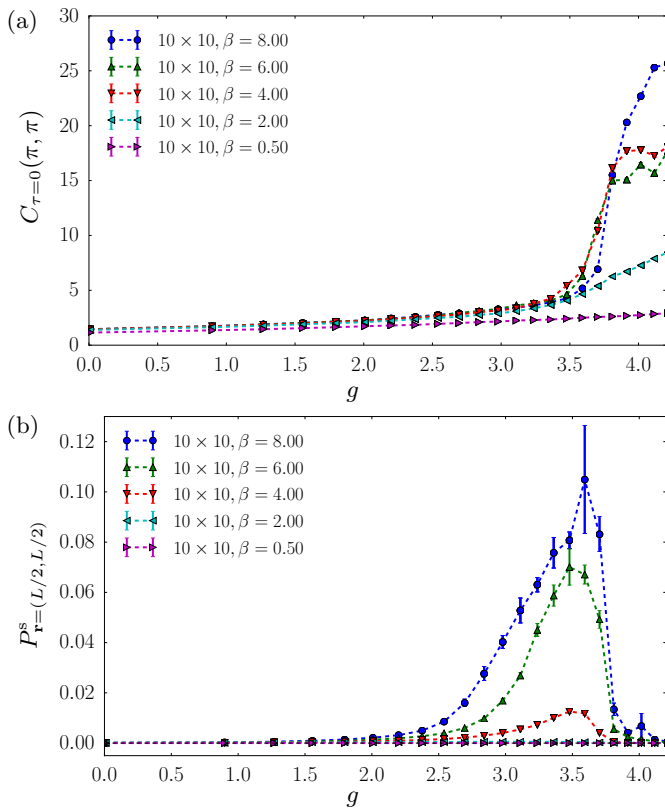 (a)
30
25
20
15
10
5
0
C_{τ=0}(π, π)
10 × 10, β = 8.00
10 × 10, β = 6.00
10 × 10, β = 4.00
10 × 10, β = 2.00
10 × 10, β = 0.50
0.0 0.5 1.0 1.5 2.0 2.5 3.0 3.5 4.0
g
(b)
0.12
0.10
0.08
0.06
0.04
0.02
0.00
P^s_{r=(L/2,L/2)}
10 × 10, β = 8.00
10 × 10, β = 6.00
10 × 10, β = 4.00
10 × 10, β = 2.00
10 × 10, β = 0.50
0.0 0.5 1.0 1.5 2.0 2.5 3.0 3.5 4.0
g